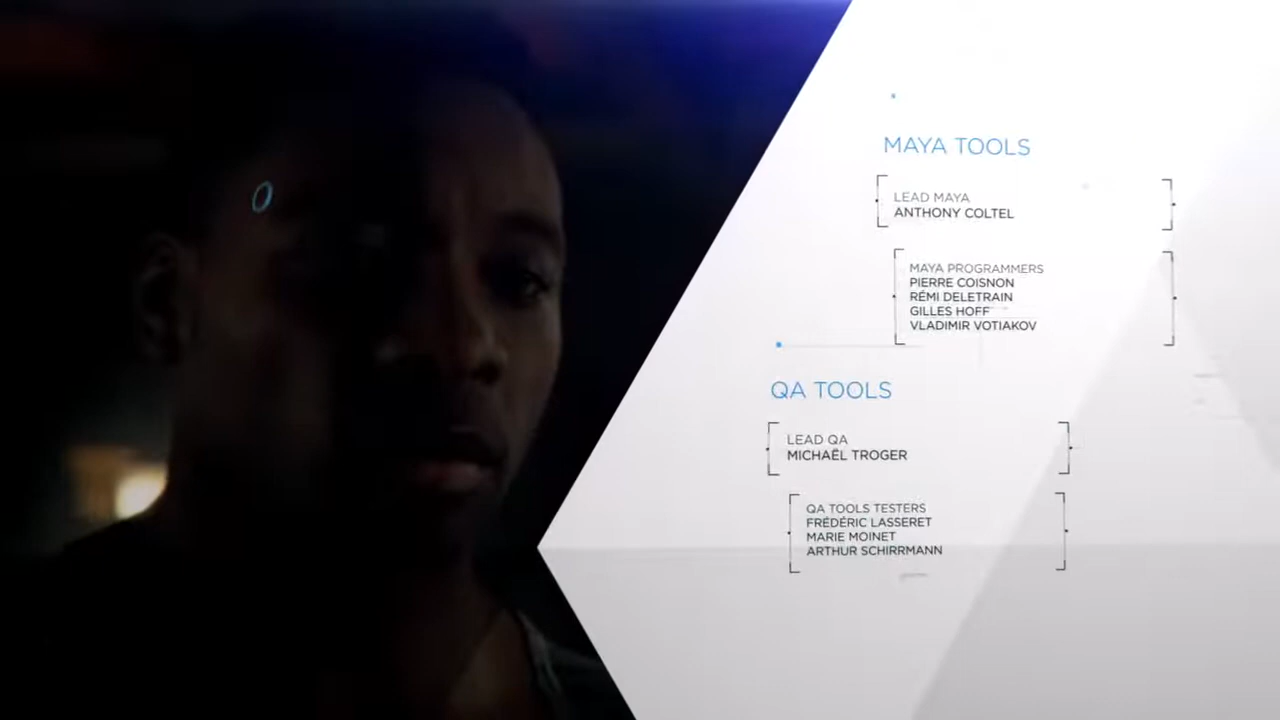 MAYA TOOLS
LEAD MAYA
ANTHONY COLTEL
MAYA PROGRAMMERS
PIERRE COISNON
RÉMI DELETRAIN
GILLES HOFF
VLADIMIR VOTIAKOV
QA TOOLS
LEAD QA
MICHAËL TROGER
QA TOOLS TESTERS
FRÉDÉRIC LASSERET
MARIE MOINET
ARTHUR SCHIRRMANN